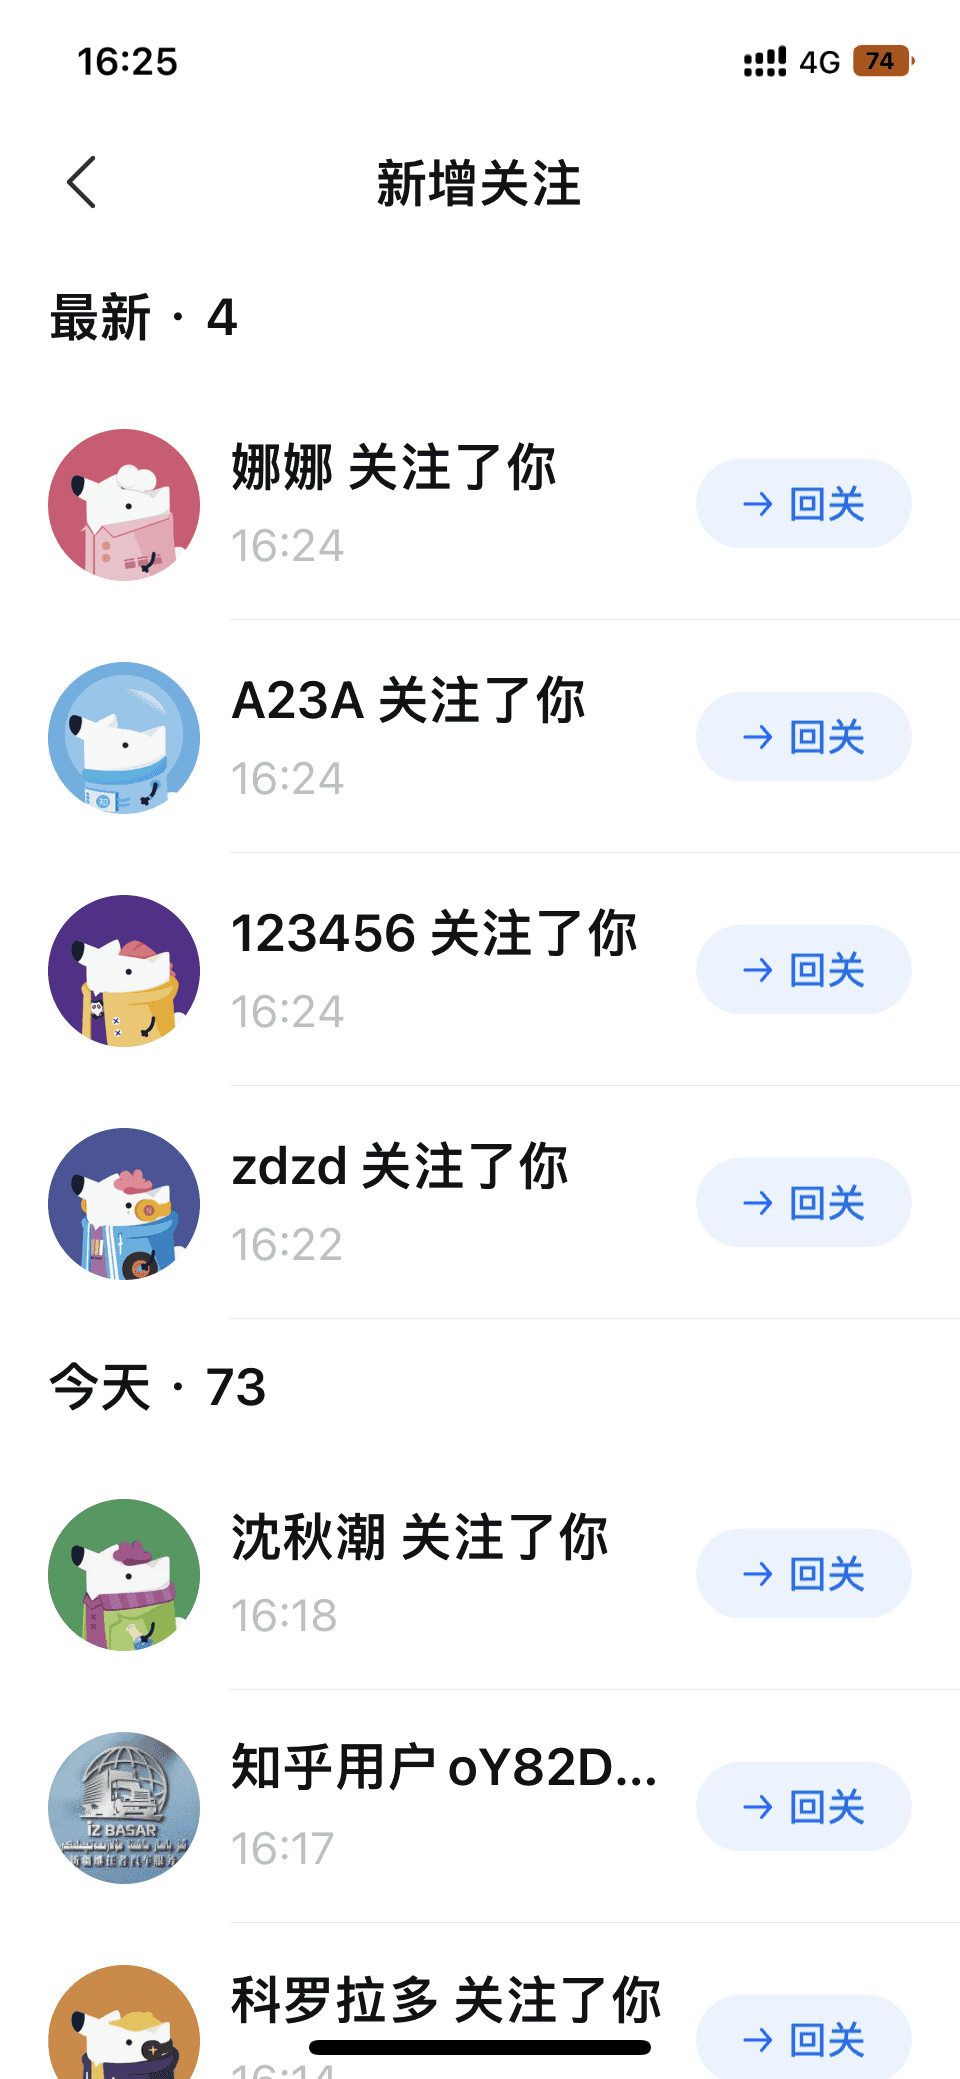 16:25
4G 74
新增关注
最新 · 4
娜娜 关注了你
16:24
→ 回关
A23A 关注了你
16:24
→ 回关
123456 关注了你
16:24
→ 回关
zdzd 关注了你
16:22
→ 回关
今天 · 73
沈秋潮 关注了你
16:18
→ 回关
知乎用户 oY82D...
16:17
→ 回关
İZ BASAR
科罗拉多 关注了你
16:14
→ 回关